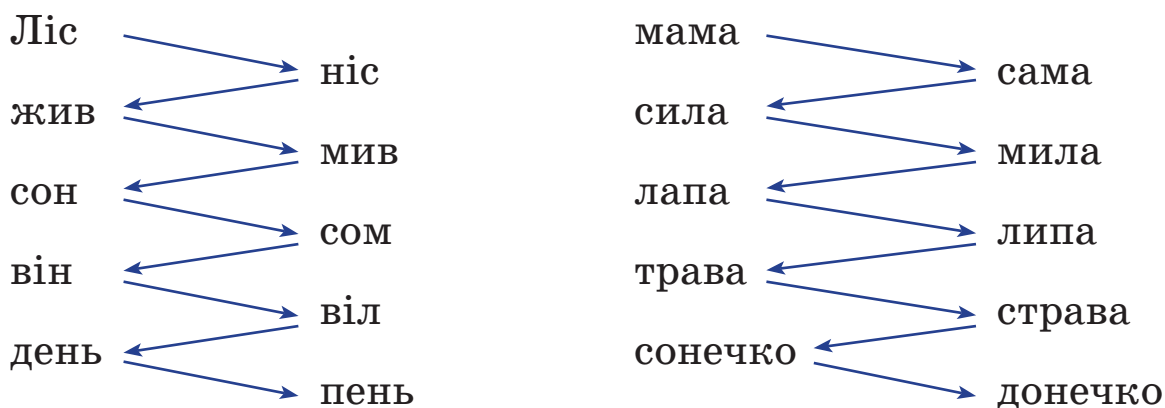 Ліс
ніс
жив
мив
сон
сом
він
віл
день
пень
мама
сама
сила
мила
лапа
липа
трава
страва
сонечко
донечко